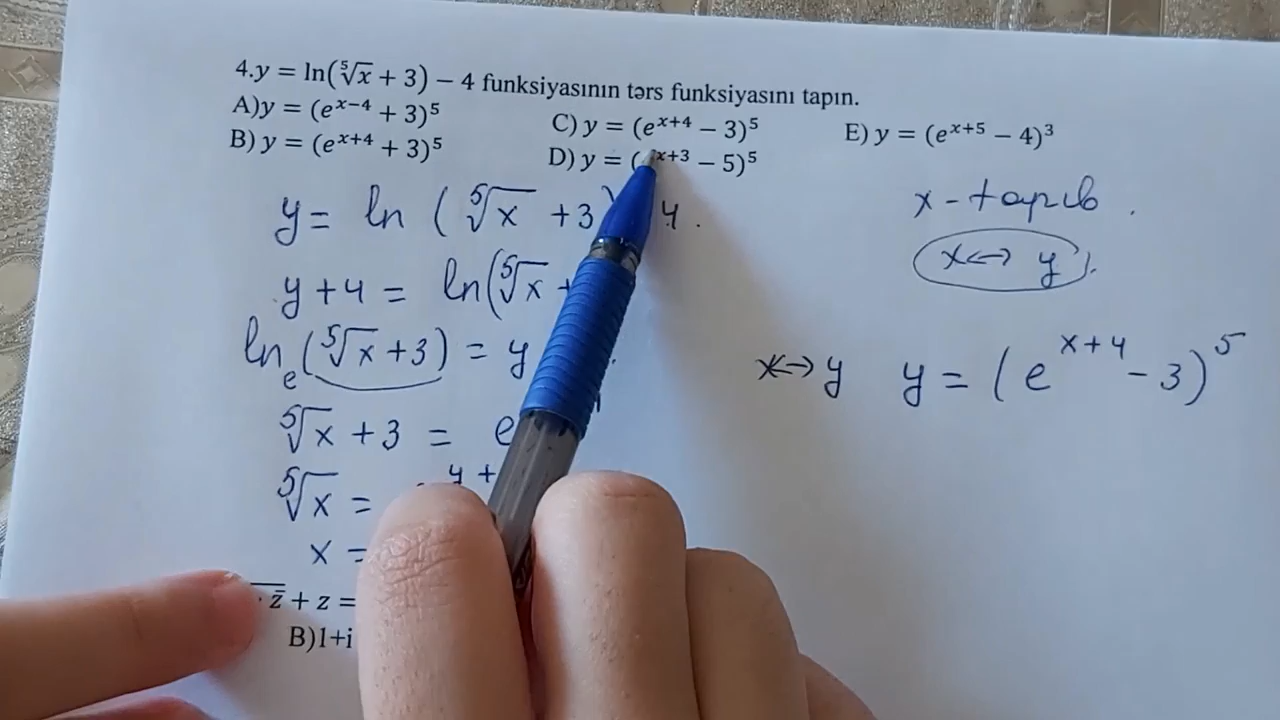 4.y = ln(⁵√x + 3) − 4 funksiyasının tərs funksiyasını tapın.
A)y = (e^(x−4) + 3)⁵
C) y = (e^(x+4) − 3)⁵
E) y = (e^(x+5) − 4)³
B) y = (e^(x+4) + 3)⁵
D) y = ( x+3 − 5)⁵
y = ln (⁵√x + 3) 4.
x - tapıb.
y + 4 = ln(⁵√x +
x ↔ y
ln e (⁵√x + 3) = y
x ↔ y y = (e^(x+4) - 3)⁵
⁵√x + 3 = e
⁵√x = y +
x =
· z̄ + z =
B)1+i